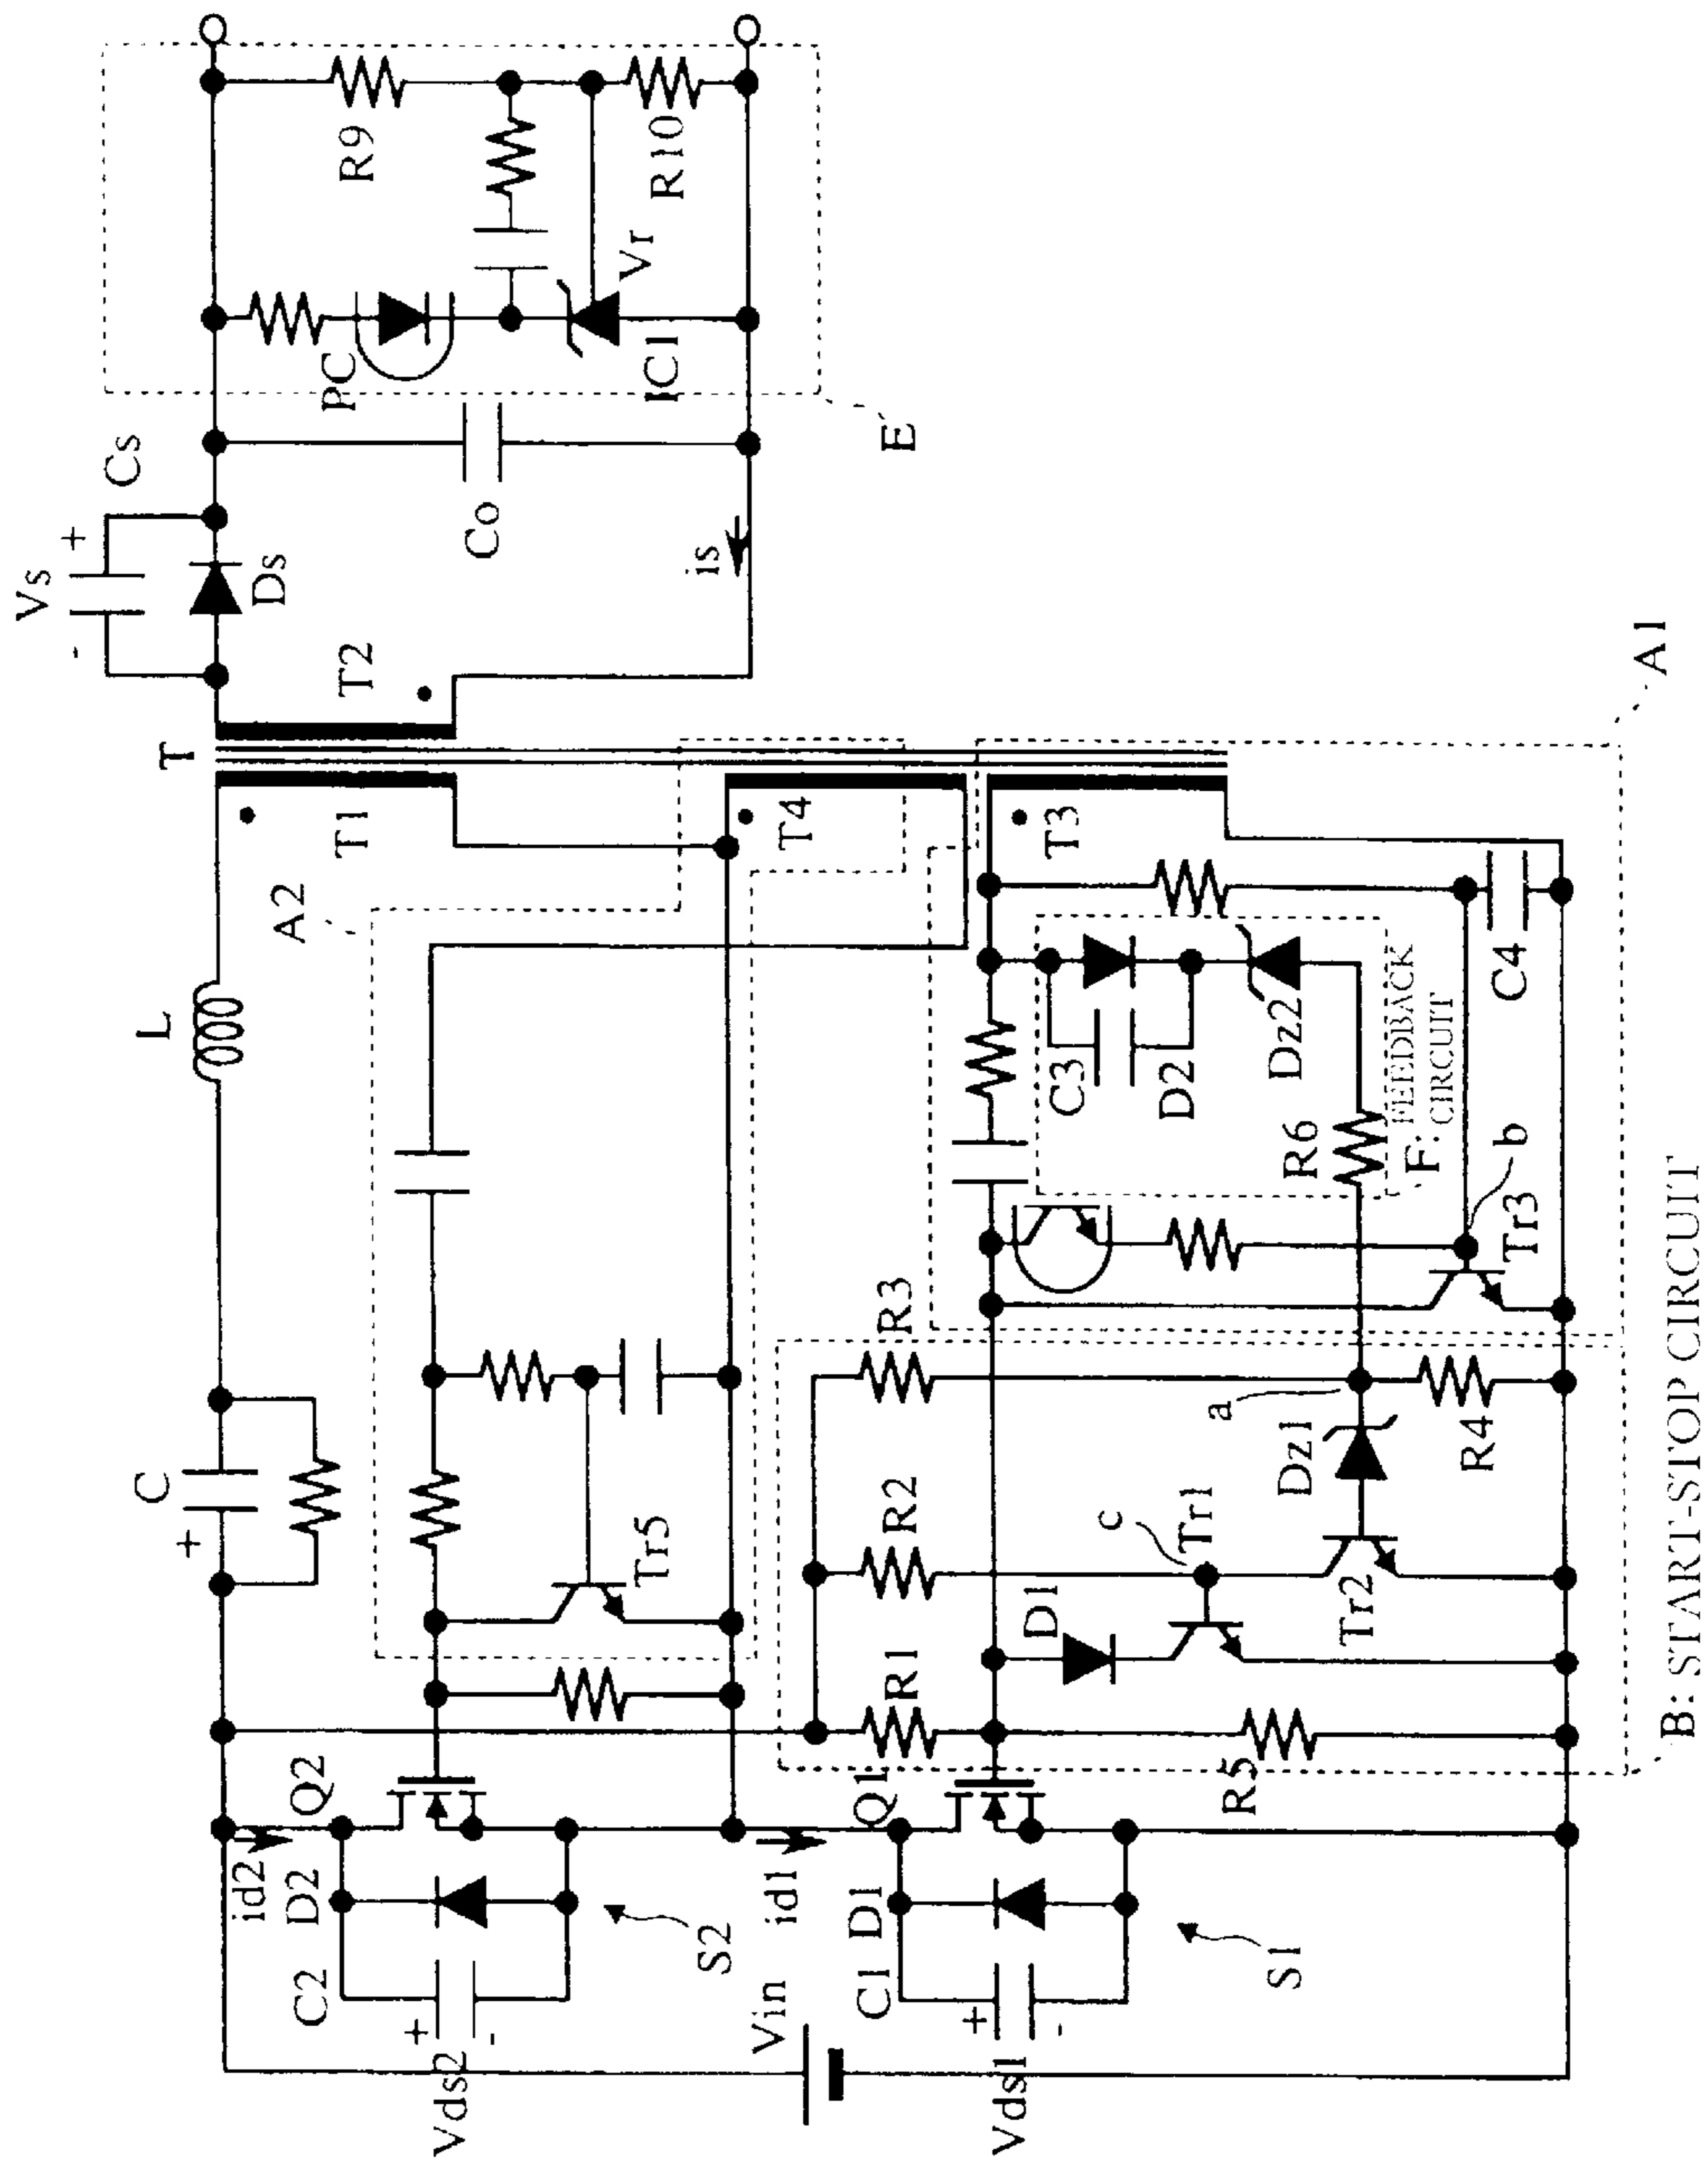 Vs
+
-
Cs
Ds
T
T2
T1
L
C
+
A2
PC
R9
Vr
R10
IC1
E
Co
is
Q2
id2
D2
C2
+
-
Vds2
S2
Tr5
T4
T3
A1
Vin
id1
Q1
D1
C1
+
-
Vds1
S1
R1
R2
R3
R5
D1
c
Tr1
Tr2
Dz1
a
R4
C3
D2
Dz2
R6
F: FEEDBACK
CIRCUIT
C4
b
Tr3
B: START-STOP CIRCUIT